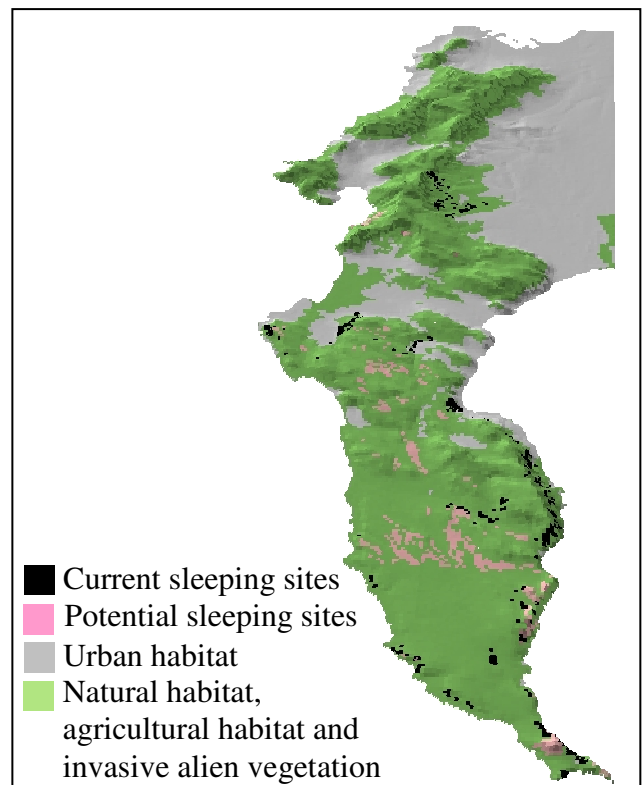 Current sleeping sites
Potential sleeping sites
Urban habitat
Natural habitat,
agricultural habitat and
invasive alien vegetation